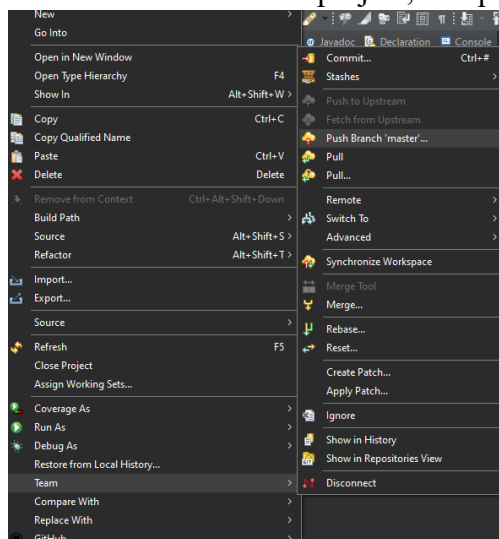 New
Go Into
Open in New Window
Open Type Hierarchy F4
Show In Alt+Shift+W >
Copy Ctrl+C
Copy Qualified Name
Paste Ctrl+V
Delete Delete
Remove from Context Ctrl+Alt+Shift+Down
Build Path >
Source Alt+Shift+S >
Refactor Alt+Shift+T >
Import...
Export...
Source >
Refresh F5
Close Project
Assign Working Sets...
Coverage As >
Run As >
Debug As >
Restore from Local History...
Team >
Compare With >
Replace With >
GitHub
@ Javadoc Declaration Console
Commit... Ctrl+#
Stashes >
Push to Upstream
Fetch from Upstream
Push Branch 'master'...
Pull
Pull...
Remote >
Switch To >
Advanced >
Synchronize Workspace
Merge Tool
Merge...
Rebase...
Reset...
Create Patch...
Apply Patch...
Ignore
Show in History
Show in Repositories View
Disconnect